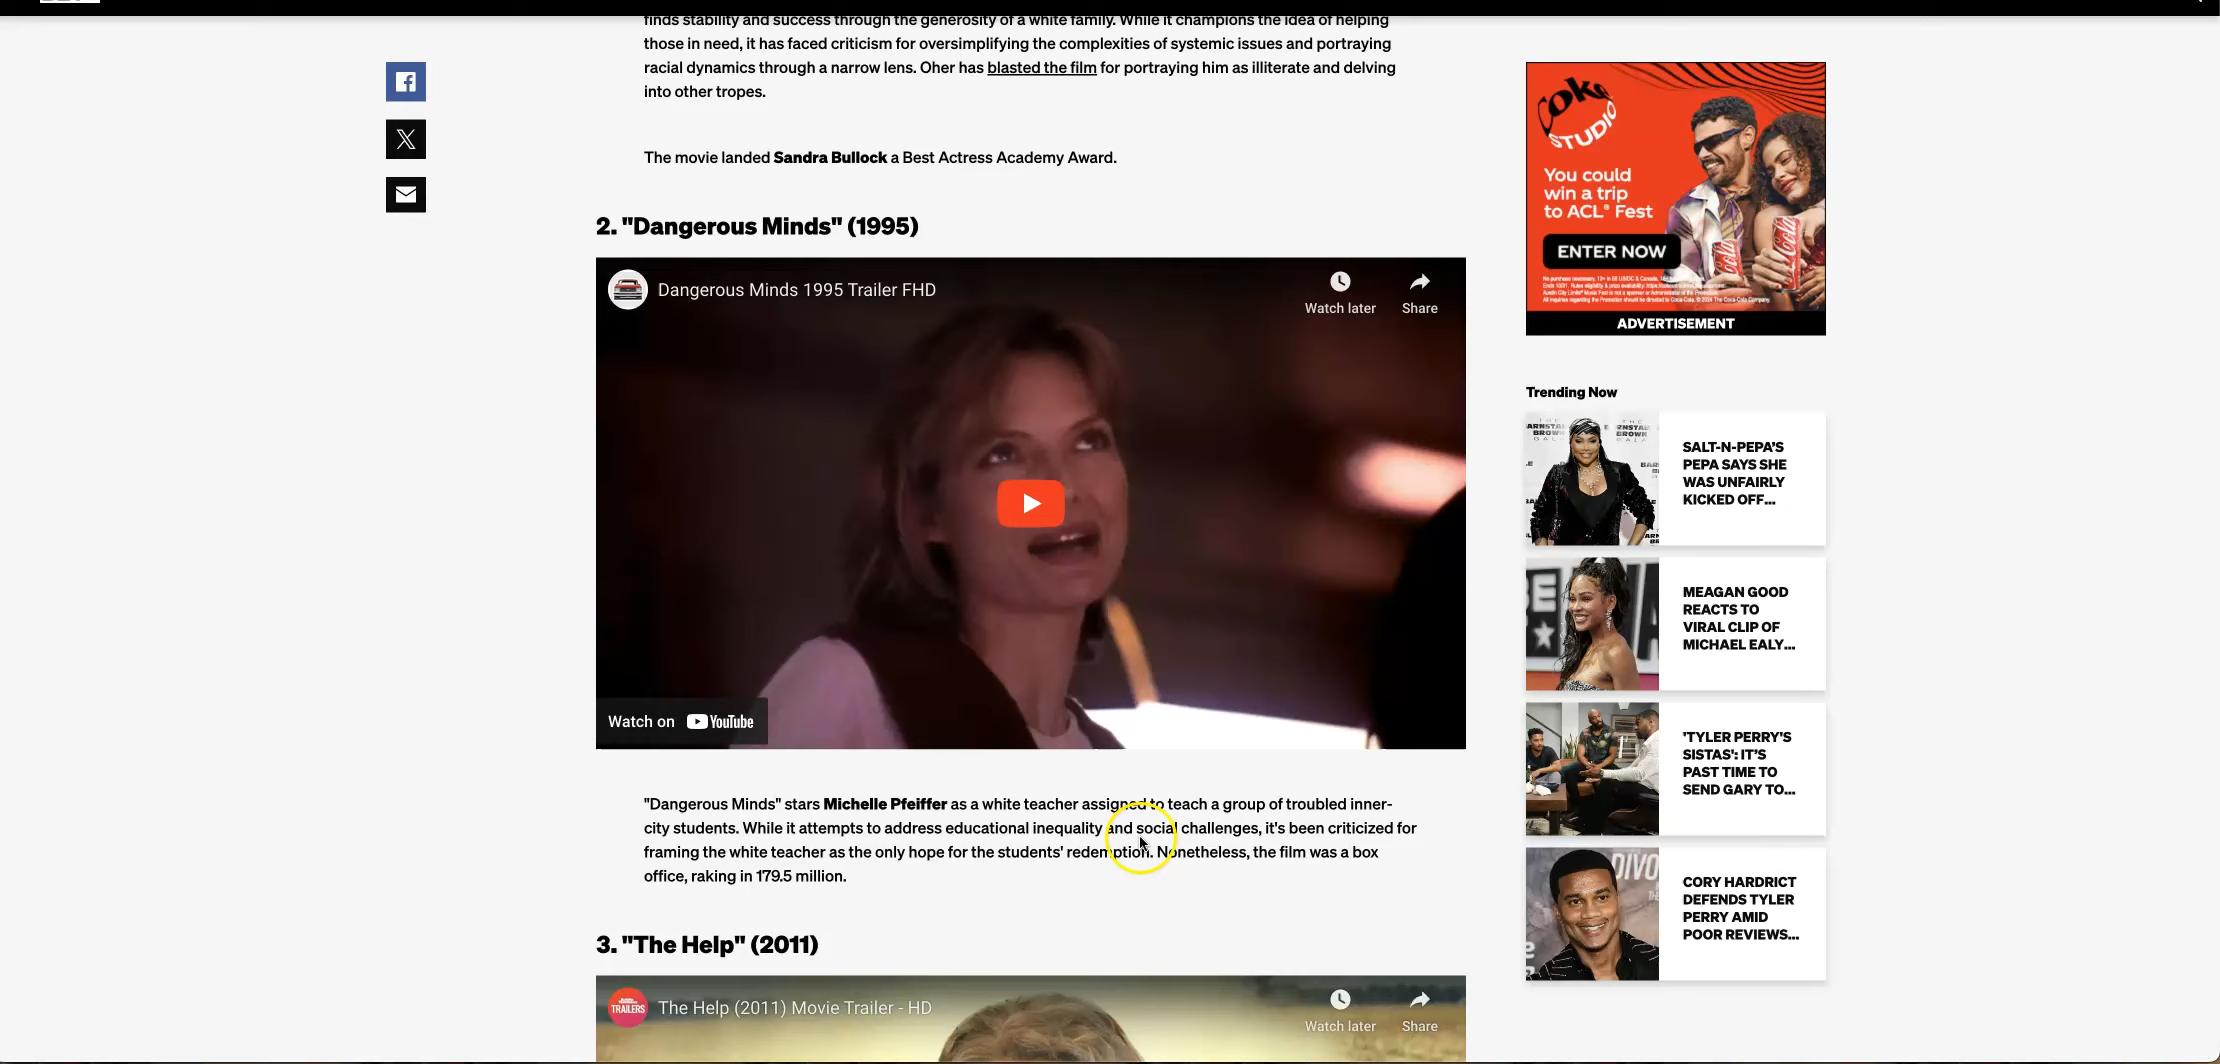 finds stability and success through the generosity of a white family. While it champions the idea of helping
those in need, it has faced criticism for oversimplifying the complexities of systemic issues and portraying
racial dynamics through a narrow lens. Oher has blasted the film for portraying him as illiterate and delving
into other tropes.
The movie landed Sandra Bullock a Best Actress Academy Award.
2. "Dangerous Minds" (1995)
Dangerous Minds 1995 Trailer FHD
Watch later
Share
Watch on YouTube
"Dangerous Minds" stars Michelle Pfeiffer as a white teacher assigned to teach a group of troubled inner-
city students. While it attempts to address educational inequality and social challenges, it's been criticized for
framing the white teacher as the only hope for the students' redemption. Nonetheless, the film was a box
office, raking in 179.5 million.
3. "The Help" (2011)
TRAILERS
The Help (2011) Movie Trailer - HD
Watch later
Share
Coke
STUDIO
You could
win a trip
to ACL® Fest
ENTER NOW
ADVERTISEMENT
Trending Now
SALT-N-PEPA'S
PEPA SAYS SHE
WAS UNFAIRLY
KICKED OFF...
MEAGAN GOOD
REACTS TO
VIRAL CLIP OF
MICHAEL EALY...
'TYLER PERRY'S
SISTAS': IT'S
PAST TIME TO
SEND GARY TO...
DIVO
CORY HARDRICT
DEFENDS TYLER
PERRY AMID
POOR REVIEWS...